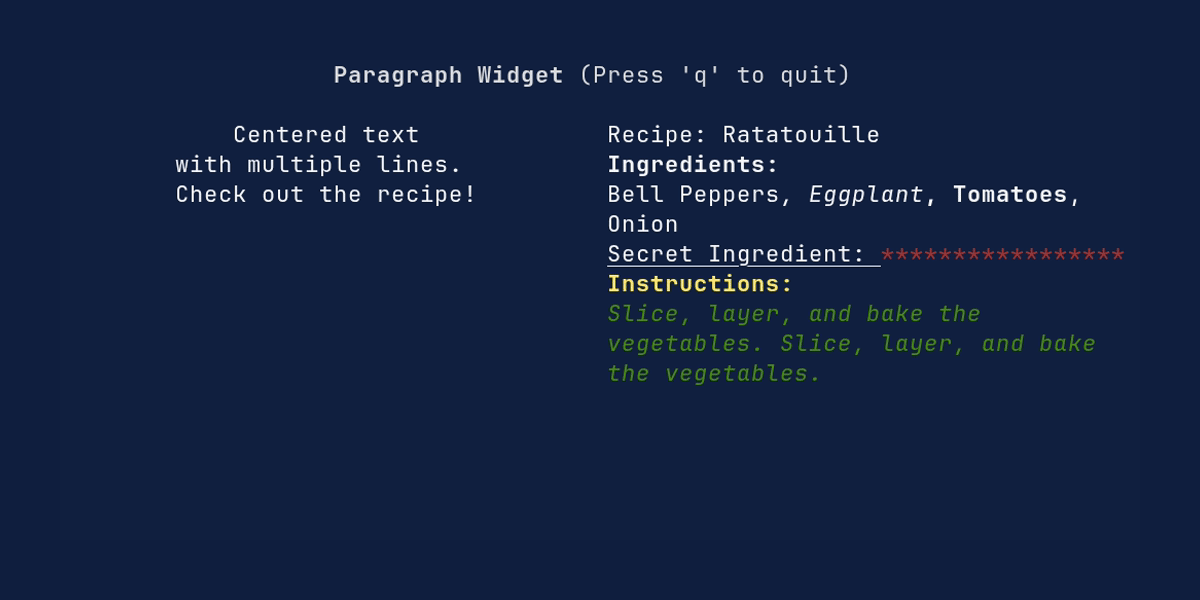 Paragraph Widget (Press 'q' to quit)
Centered text
with multiple lines.
Check out the recipe!
Recipe: Ratatouille
Ingredients:
Bell Peppers, Eggplant, Tomatoes,
Onion
Secret Ingredient: *****************
Instructions:
Slice, layer, and bake the
vegetables. Slice, layer, and bake
the vegetables.